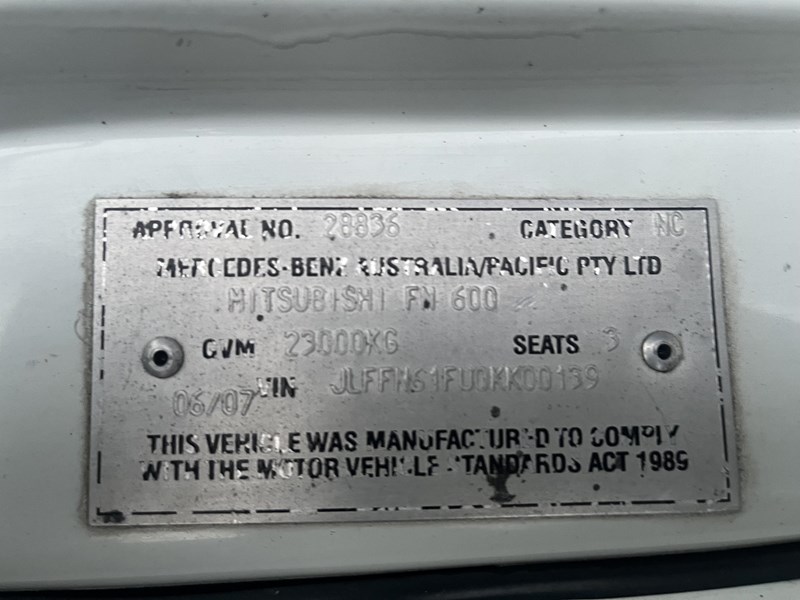 APPROVAL NO. 28836 CATEGORY NC
MERCEDES-BENZ AUSTRALIA/PACIFIC PTY LTD
MITSUBISHI FN 600
GVM 23000KG SEATS 3
06/07 VIN
THIS VEHICLE WAS MANUFACTURED TO COMPLY
WITH THE MOTOR VEHICLE STANDARDS ACT 1989